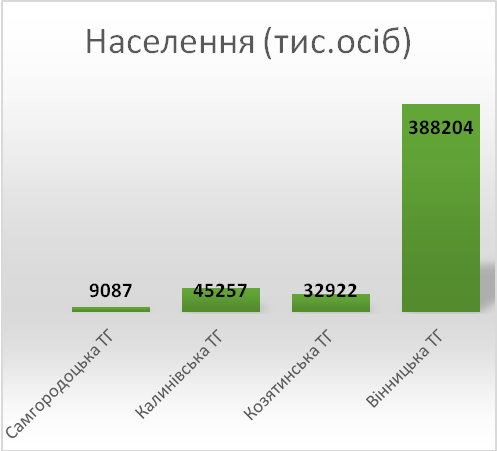 Населення (тис.осіб)
388204
9087
45257
32922
Самгородоцька ТГ
Калинівська ТГ
Козятинська ТГ
Вінницька ТГ